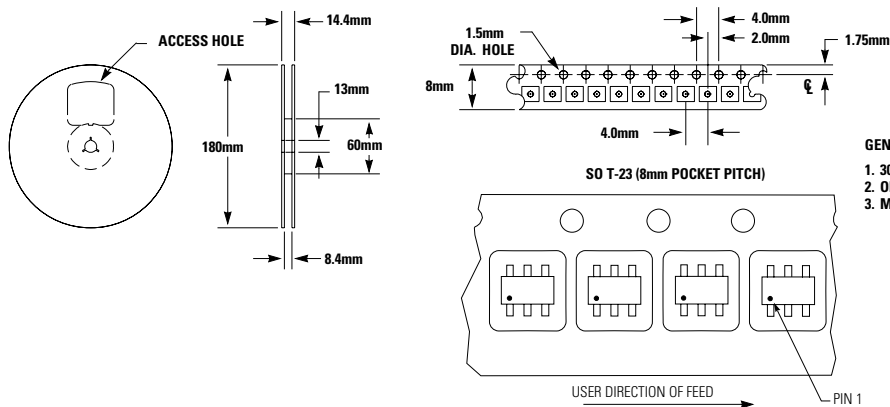 14.4mm
ACCESS HOLE
13mm
180mm
60mm
8.4mm
4.0mm
1.5mm
DIA. HOLE
2.0mm
1.75mm
8mm
4.0mm
SO T-23 (8mm POCKET PITCH)
GEN
1. 30
2. O
3. M
USER DIRECTION OF FEED
PIN 1